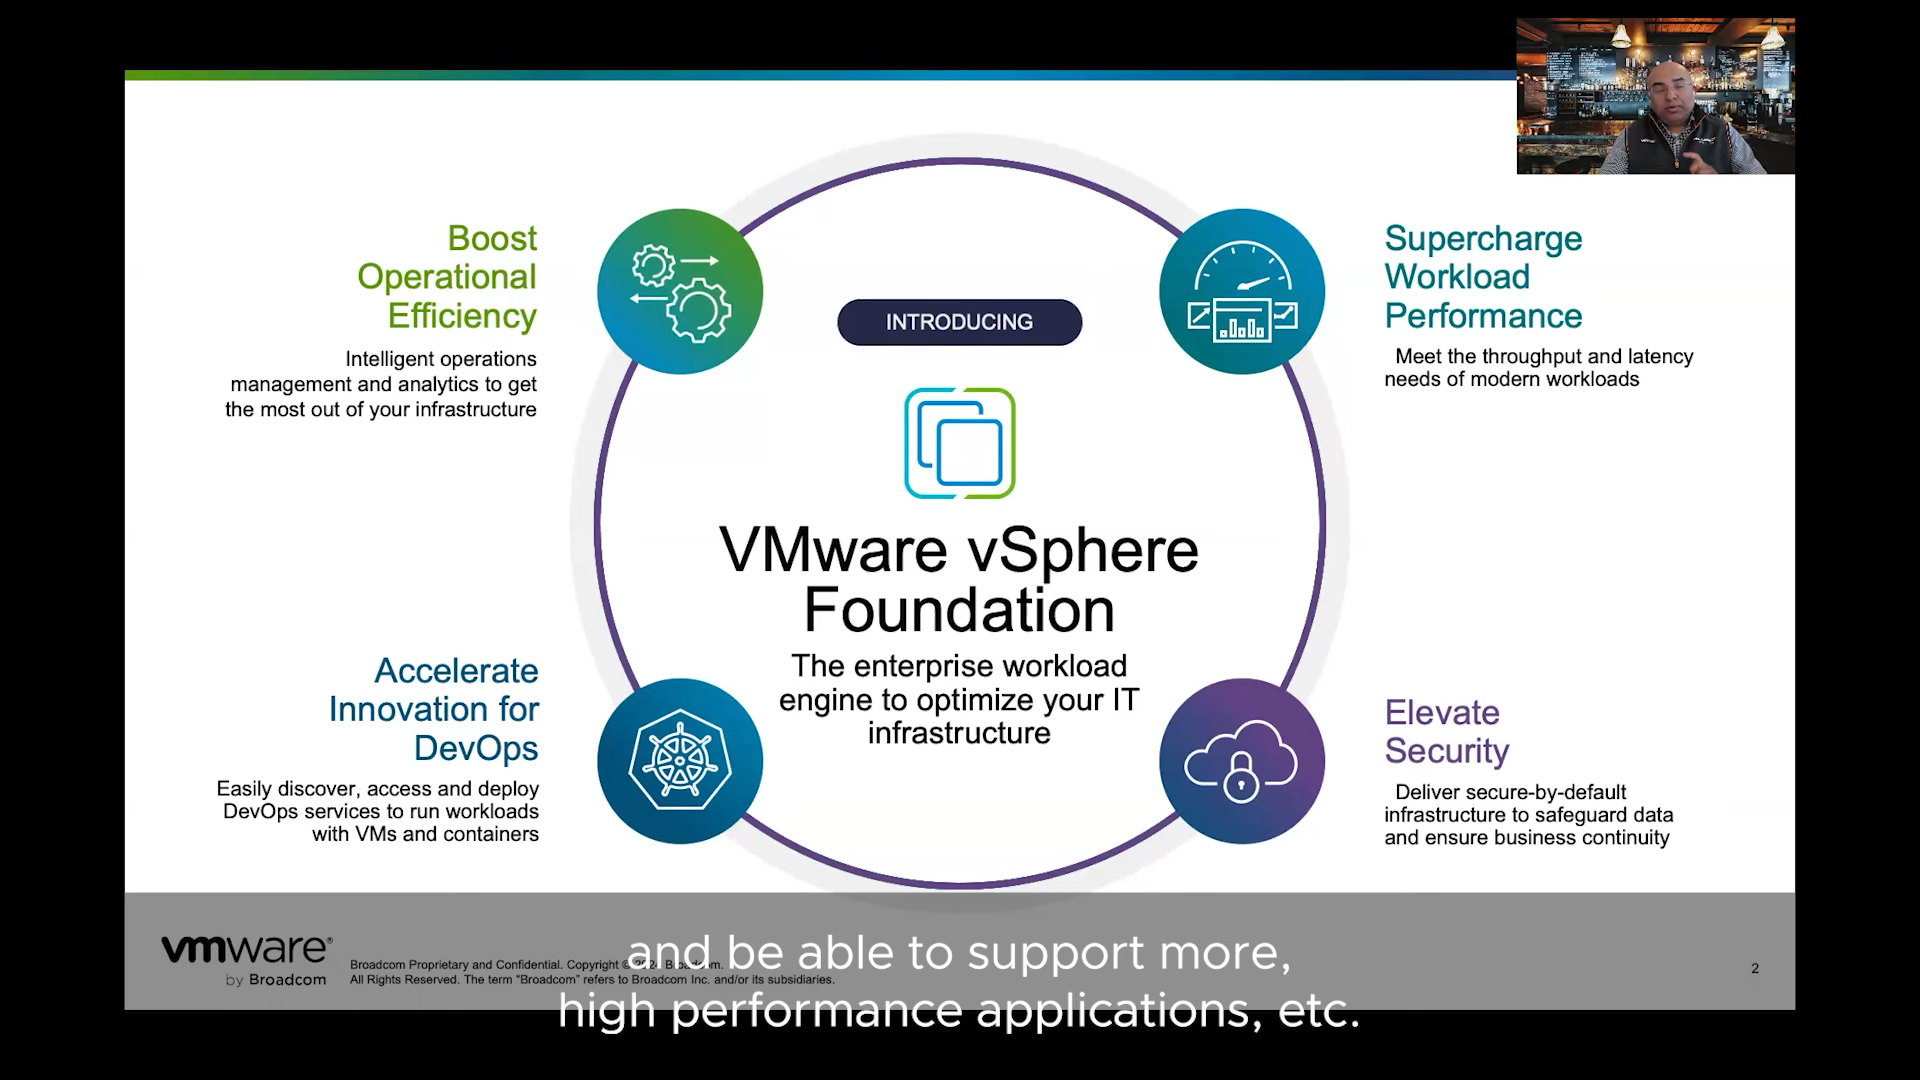 Boost
Operational
Efficiency
Intelligent operations
management and analytics to get
the most out of your infrastructure
INTRODUCING
VMware vSphere
Foundation
The enterprise workload
engine to optimize your IT
infrastructure
Supercharge
Workload
Performance
Meet the throughput and latency
needs of modern workloads
Accelerate
Innovation for
DevOps
Easily discover, access and deploy
DevOps services to run workloads
with VMs and containers
Elevate
Security
Deliver secure-by-default
infrastructure to safeguard data
and ensure business continuity
vmware®
by Broadcom
Broadcom Proprietary and Confidential. Copyright © 2024 Broadcom.
All Rights Reserved. The term “Broadcom” refers to Broadcom Inc. and/or its subsidiaries.
2
and be able to support more,
high performance applications, etc.